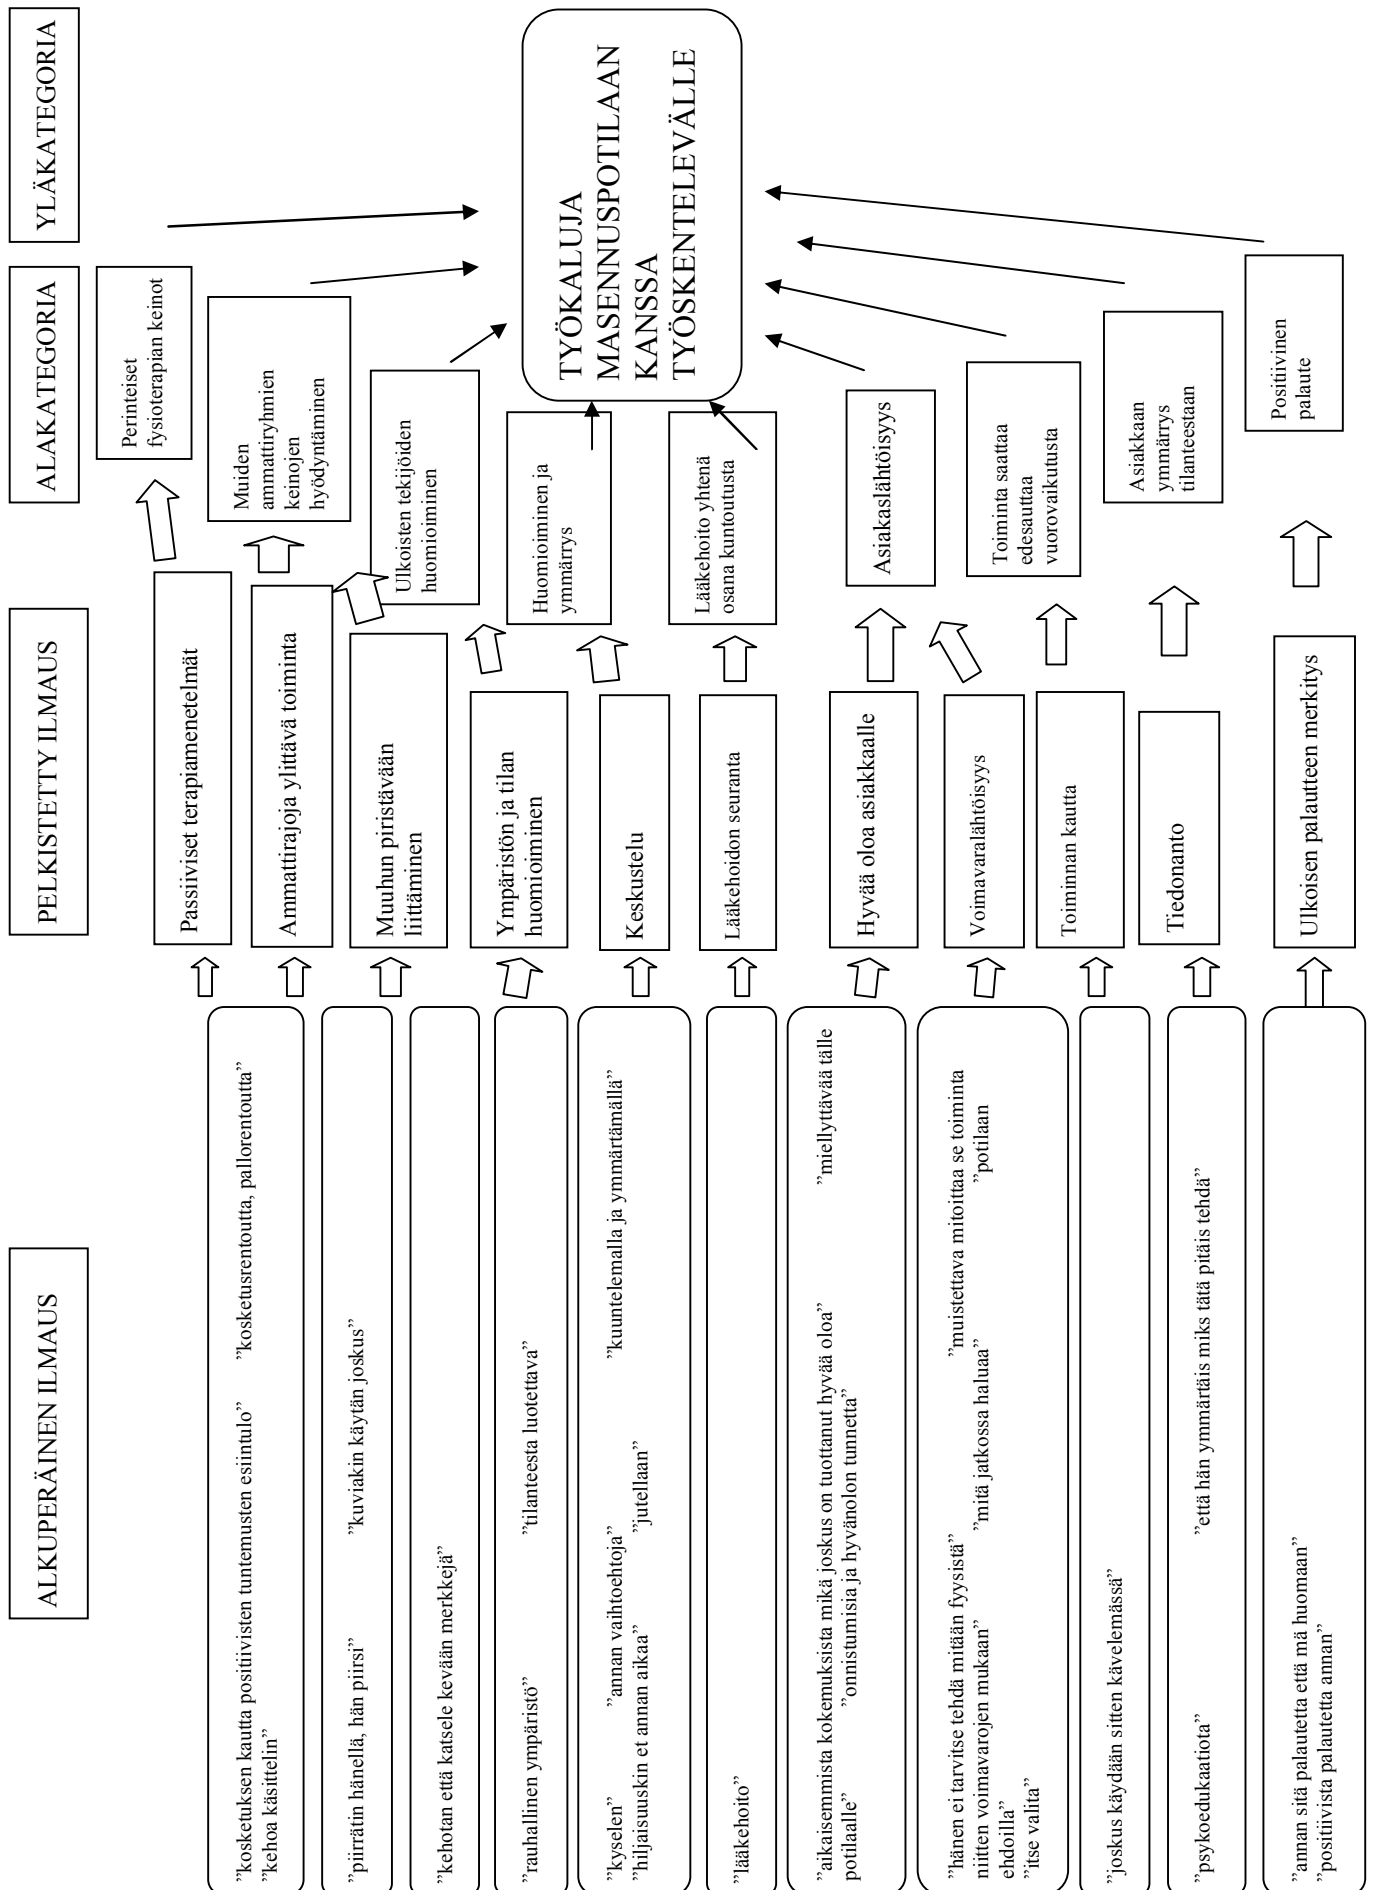 ALKUPERÄINEN ILMAUS
PELKISTETTY ILMAUS
ALAKATEGORIA
YLÄKATEGORIA
”kosketuksen kautta positiivisten tuntemusten esiintulo” ”kosketusrentoutta, pallorentoutta”
”kehoa käsittelin”
”piirrätin hänellä, hän piirsi” ”kuviakin käytän joskus”
”kehotan että katsele kevään merkkejä”
”rauhallinen ympäristö” ”tilanteesta luotettava”
”kyselen” ”annan vaihtoehtoja” ”kuuntelemalla ja ymmärtämällä”
”hiljaisuuskin et annan aikaa” ”jutellaan”
”lääkehoito”
”aikaisemmista kokemuksista mikä joskus on tuottanut hyvää oloa” ”miellyttävää tälle
potilaalle” ”onnistumisia ja hyvänolon tunnetta”
”hänen ei tarvitse tehdä mitään fyysistä” ”muistettava mitoittaa se toiminta
niitten voimavarojen mukaan” ”mitä jatkossa haluaa” ”potilaan
ehdoilla”
”itse valita”
”joskus käydään sitten kävelemässä”
”psykoedukaatiota” ”että hän ymmärtäis miks tätä pitäis tehdä”
”annan sitä palautetta että mä huomaan”
”positiivista palautetta annan”
Passiiviset terapiamenetelmät
Ammattirajoja ylittävä toiminta
Muuhun piristävään
liittäminen
Ympäristön ja tilan
huomioiminen
Keskustelu
Lääkehoidon seuranta
Hyvää oloa asiakkaalle
Voimavaralähtöisyys
Toiminnan kautta
Tiedonanto
Ulkoisen palautteen merkitys
Perinteiset
fysioterapian keinot
Muiden
ammattiryhmien
keinojen
hyödyntäminen
Ulkoisten tekijöiden
huomioiminen
Huomioiminen ja
ymmärrys
Lääkehoito yhtenä
osana kuntoutusta
Asiakaslähtöisyys
Toiminta saattaa
edesauttaa
vuorovaikutusta
Asiakkaan
ymmärrys
tilanteestaan
Positiivinen
palaute
TYÖKALUJA
MASENNUSPOTILAAN
KANSSA
TYÖSKENTELEVÄLLE